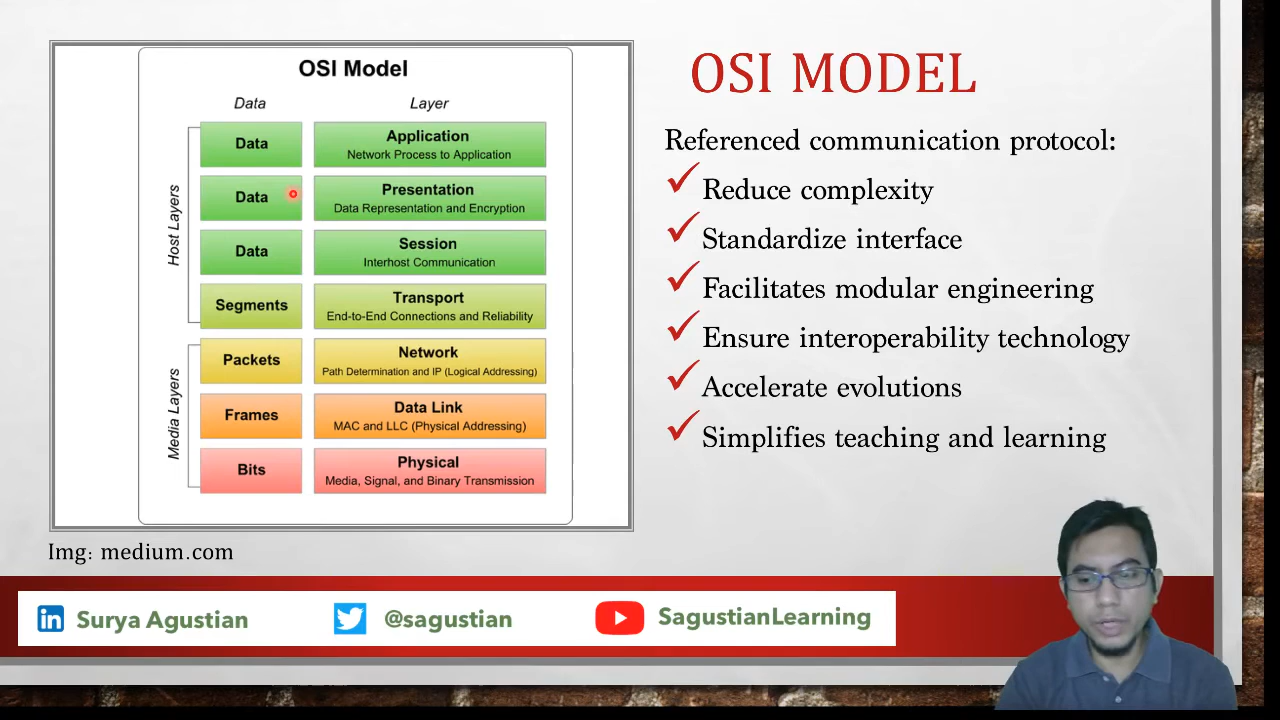 OSI Model
Data Layer
Host Layers
Data
Application
Network Process to Application
Data
Presentation
Data Representation and Encryption
Data
Session
Interhost Communication
Segments
Transport
End-to-End Connections and Reliability
Media Layers
Packets
Network
Path Determination and IP (Logical Addressing)
Frames
Data Link
MAC and LLC (Physical Addressing)
Bits
Physical
Media, Signal, and Binary Transmission
Img: medium.com
OSI MODEL
Referenced communication protocol:
Reduce complexity
Standardize interface
Facilitates modular engineering
Ensure interoperability technology
Accelerate evolutions
Simplifies teaching and learning
in Surya Agustian @sagustian SagustianLearning